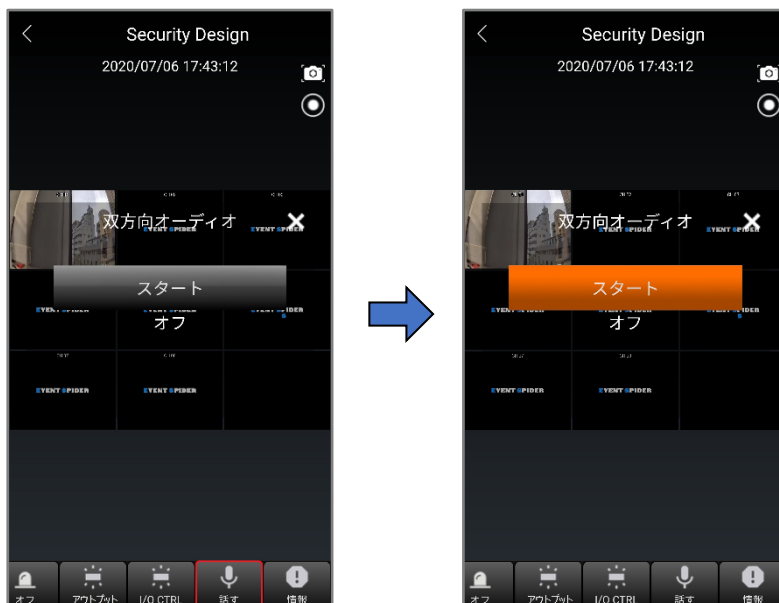 Security Design
2020/07/06 17:43:12
双方向オーディオ
EVENT SPIDER
EVENT SPIDER
スタート
オフ
EVENT SPIDER
EVENT SPIDER
オフ
アウトプット
I/O CTRL
話す
情報
Security Design
2020/07/06 17:43:12
双方向オーディオ
EVENT SPIDER
EVENT SPIDER
スタート
オフ
EVENT SPIDER
EVENT SPIDER
オフ
アウトプット
I/O CTRL
話す
情報